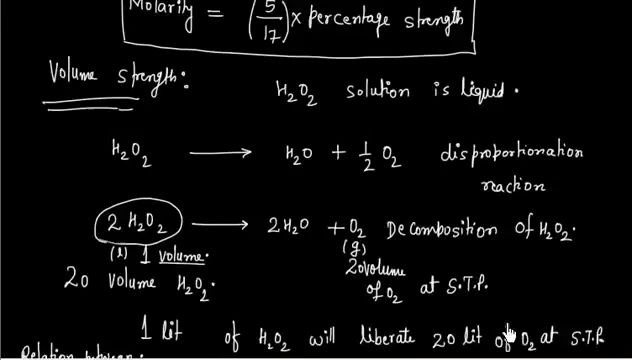 Molarity = (5/17) × percentage strength
Volume strength: H₂O₂ solution is liquid.
H₂O₂ ⟶ H₂O + 1/2 O₂ disproportionation
reaction
2 H₂O₂ ⟶ 2H₂O + O₂ Decomposition of H₂O₂.
(l) 1 volume. (g)
20 volume H₂O₂. 20volume
of O₂ at S.T.P.
1 lit of H₂O₂ will liberate 20 lit of O₂ at S.T.P.
Relation between: